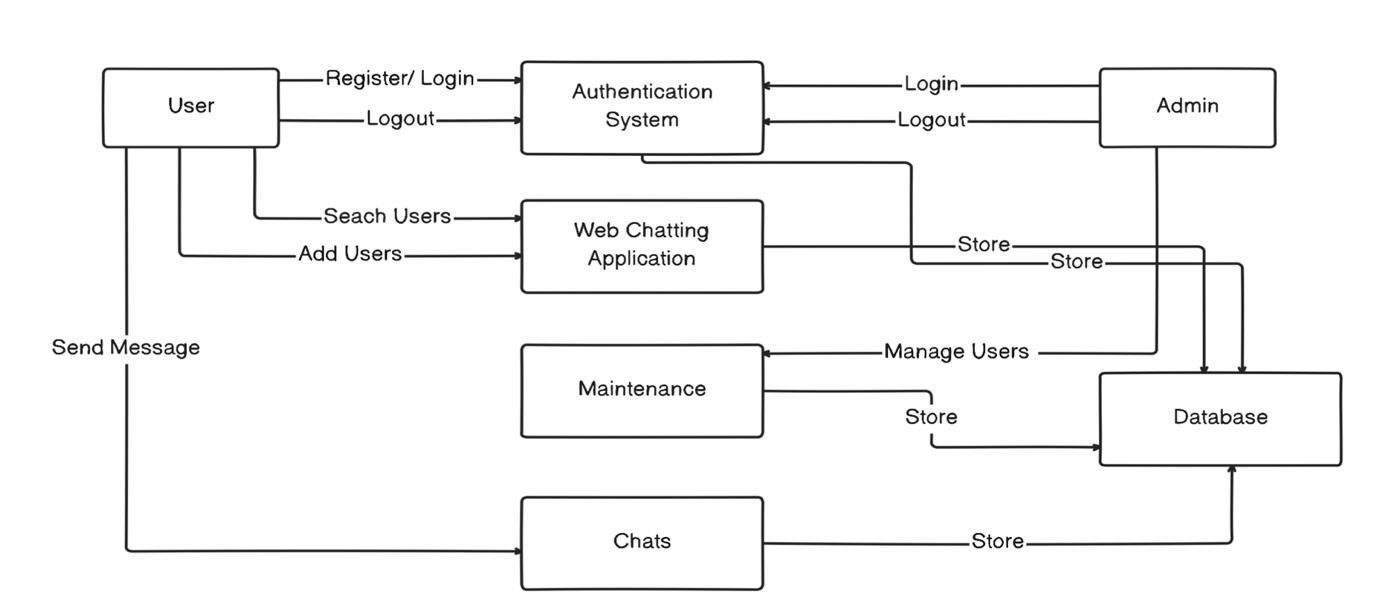 Register/ Login
User
Logout
Authentication
System
Login
Logout
Admin
Seach Users
Add Users
Web Chatting
Application
Store
Store
Send Message
Manage Users
Maintenance
Store
Database
Chats
Store